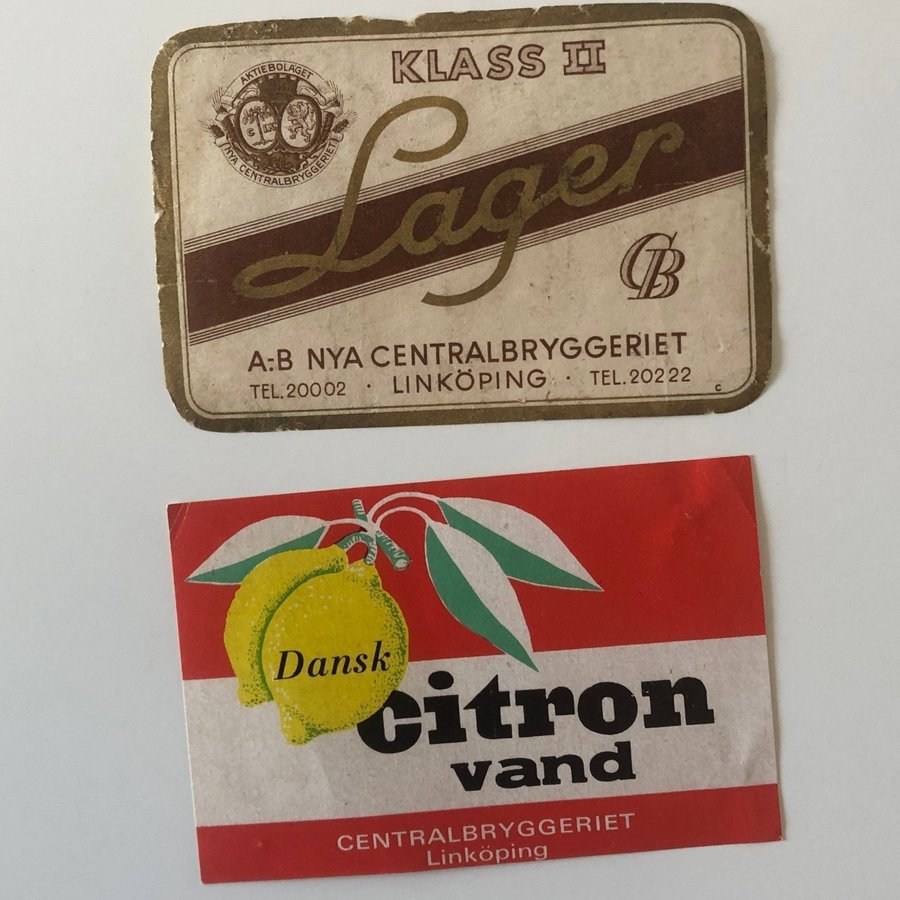 AKTIEBOLAGET
NYA CENTRALBRYGGERIET
KLASS II
Lager
CB
A:B NYA CENTRALBRYGGERIET
TEL. 20002 · LINKÖPING · TEL. 20222
C
Dansk
citron
vand
CENTRALBRYGGERIET
Linköping